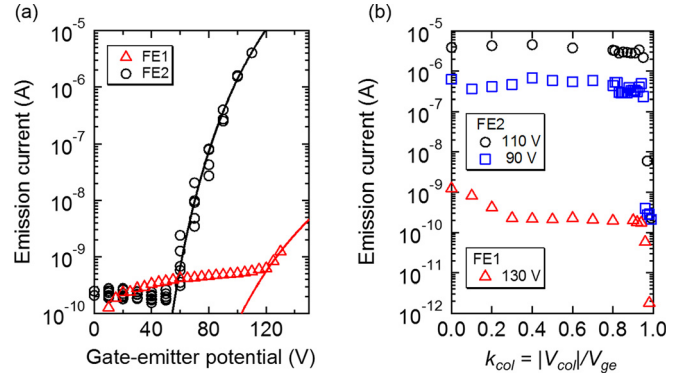 (a)
10⁻⁵
10⁻⁶
10⁻⁷
10⁻⁸
10⁻⁹
10⁻¹⁰
Emission current (A)
FE1
FE2
0 40 80 120
Gate-emitter potential (V)
(b)
10⁻⁵
10⁻⁶
10⁻⁷
10⁻⁸
10⁻⁹
10⁻¹⁰
10⁻¹¹
10⁻¹²
Emission current (A)
FE2
110 V
90 V
FE1
130 V
0.0 0.2 0.4 0.6 0.8 1.0
k_col = |V_col|/V_ge